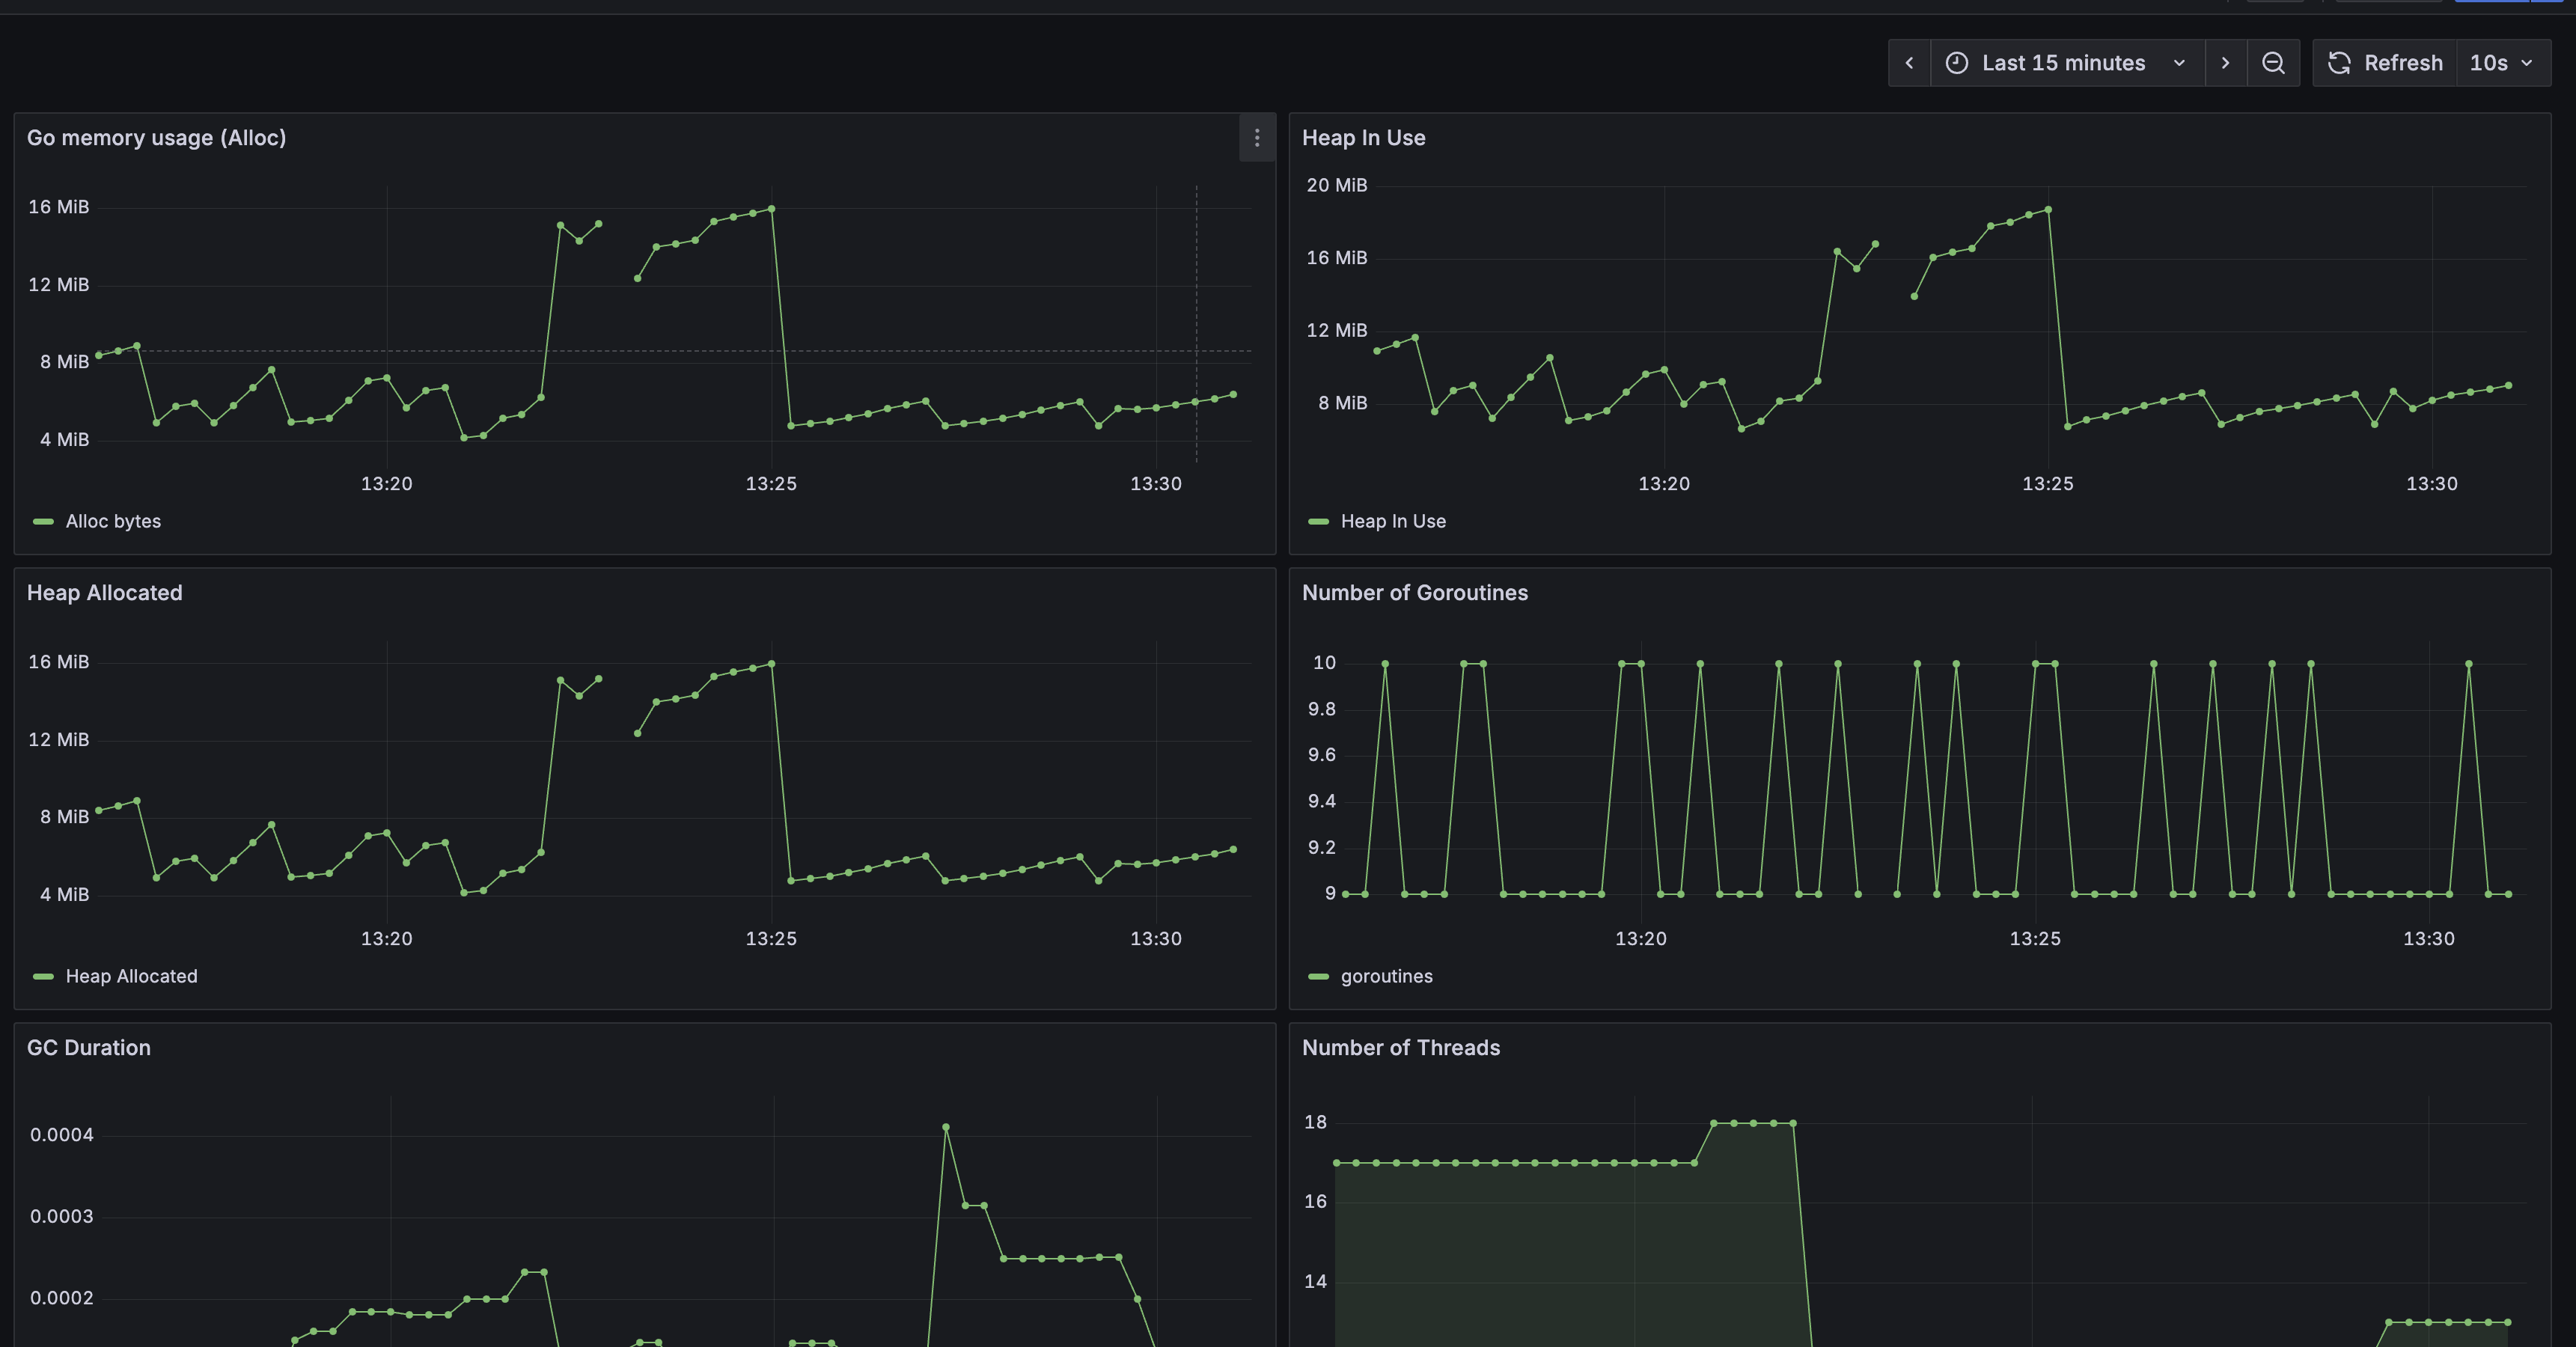 Last 15 minutes
Refresh
10s
Go memory usage (Alloc)
16 MiB
12 MiB
8 MiB
4 MiB
13:20 13:25 13:30
Alloc bytes
Heap In Use
20 MiB
16 MiB
12 MiB
8 MiB
13:20 13:25 13:30
Heap In Use
Heap Allocated
16 MiB
12 MiB
8 MiB
4 MiB
13:20 13:25 13:30
Heap Allocated
Number of Goroutines
10
9.8
9.6
9.4
9.2
9
13:20 13:25 13:30
goroutines
GC Duration
0.0004
0.0003
0.0002
Number of Threads
18
16
14